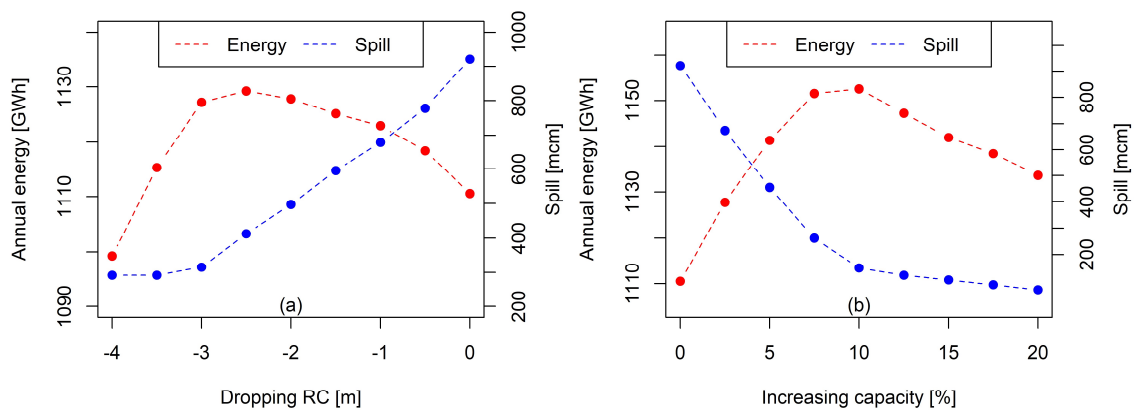 Energy Spill
Annual energy [GWh]
1130
1110
1090
1000
800
600
400
200
Spill [mcm]
(a)
-4 -3 -2 -1 0
Dropping RC [m]
Energy Spill
Annual energy [GWh]
1150
1130
1110
800
600
400
200
Spill [mcm]
(b)
0 5 10 15 20
Increasing capacity [%]